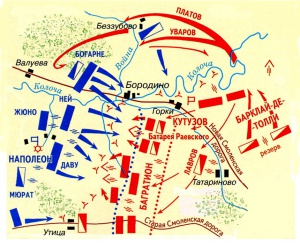 Беззубово
ПЛАТОВ
УВАРОВ
Колоча
Война
БОГАРНЕ
Валуева
Бородино
Колоча
НЕЙ
ЖЮНО
Горки
КУТУЗОВ
Батарея Раевского
БАРКЛАЙ-ДЕ-
ТОЛЛИ
резерв
Новая Смоленская
дорога
НАПОЛЕОН
ДАВУ
ЛАВРОВ
БАГРАТИОН
Татариново
МЮРАТ
Утица
Старая Смоленская дорога